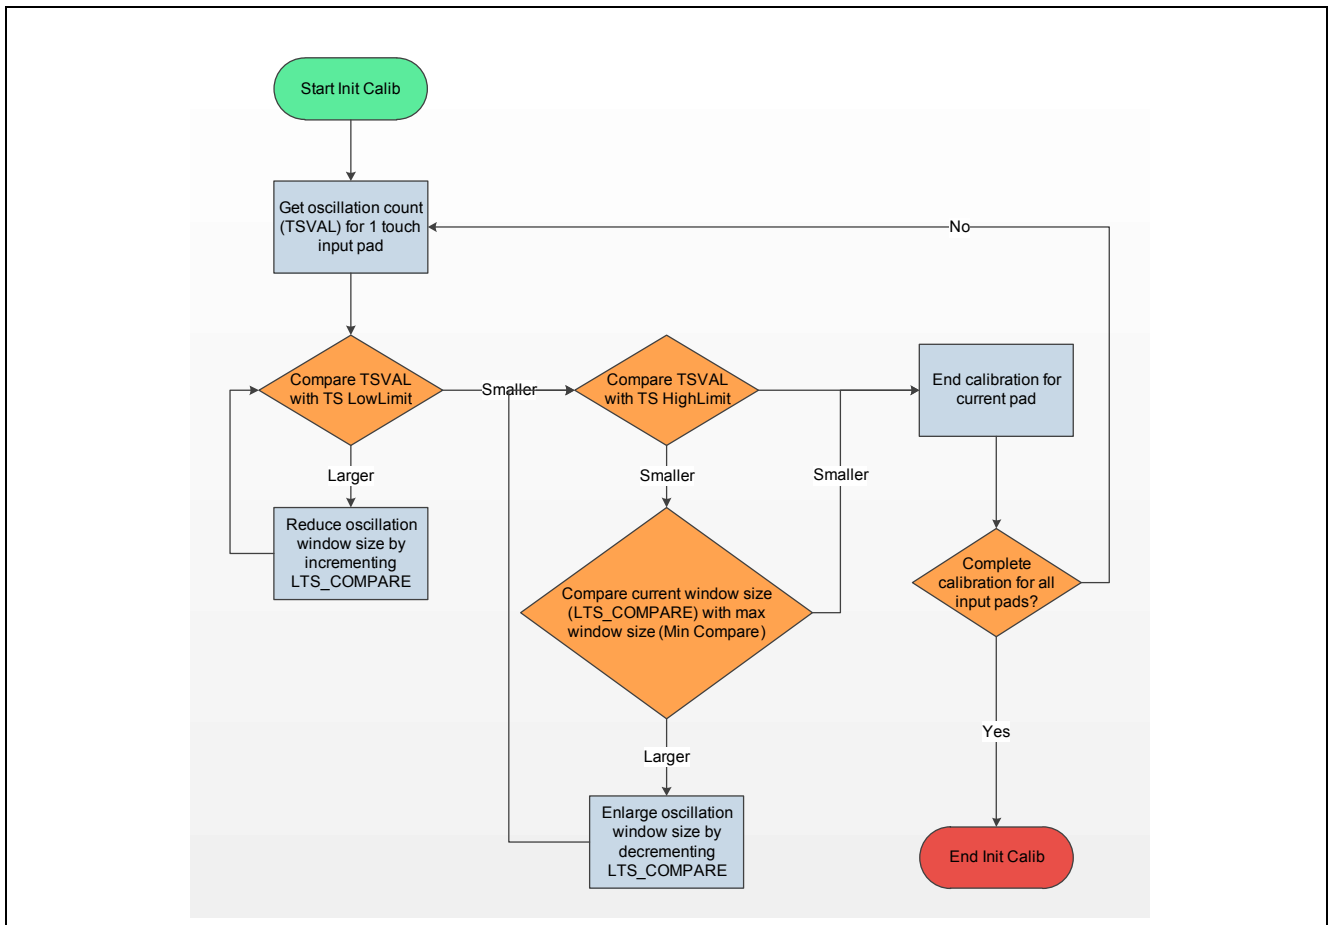 Start Init Calib
Get oscillation count
(TSVAL) for 1 touch
input pad
No
Compare TSVAL
with TS LowLimit
Smaller
Compare TSVAL
with TS HighLimit
End calibration for
current pad
Larger
Smaller
Smaller
Reduce oscillation
window size by
incrementing
LTS_COMPARE
Compare current window size
(LTS_COMPARE) with max
window size (Min Compare)
Complete
calibration for all
input pads?
Larger
Yes
Enlarge oscillation
window size by
decrementing
LTS_COMPARE
End Init Calib